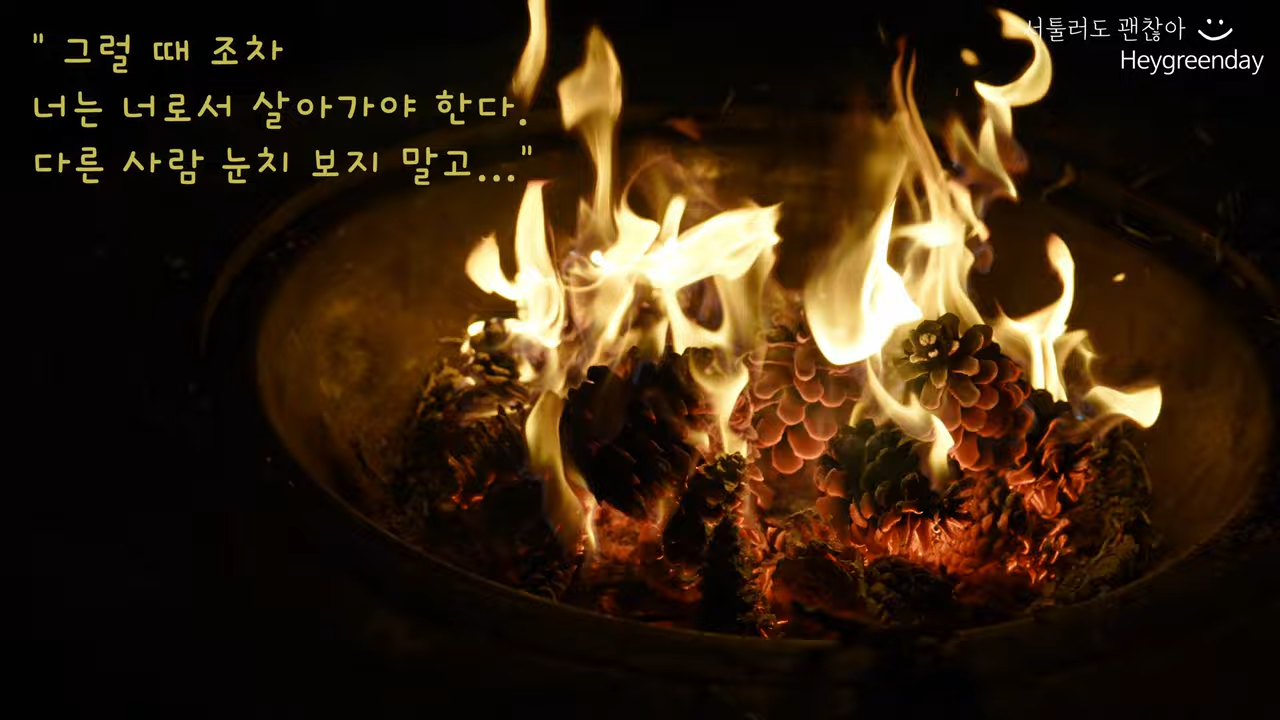 " 그럴 때 조차
너는 너로서 살아가야 한다.
다른 사람 눈치 보지 말고..."
서툴러도 괜찮아
Heygreenday